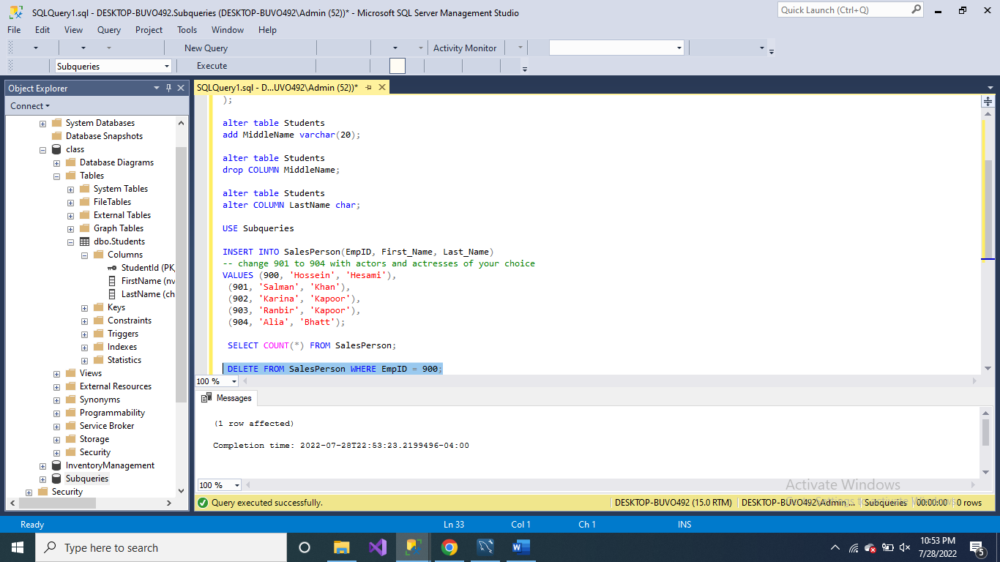 SQLQuery1.sql - DESKTOP-BUVO492.Subqueries (DESKTOP-BUVO492\Admin (52))* - Microsoft SQL Server Management Studio
Quick Launch (Ctrl+Q)
File Edit View Query Project Tools Window Help
New Query Activity Monitor
Subqueries Execute
Object Explorer
Connect
System Databases
Database Snapshots
class
Database Diagrams
Tables
System Tables
FileTables
External Tables
Graph Tables
dbo.Students
Columns
StudentId (PK,
FirstName (nv
LastName (ch
Keys
Constraints
Triggers
Indexes
Statistics
Views
External Resources
Synonyms
Programmability
Service Broker
Storage
Security
InventoryManagement
Subqueries
Security
SQLQuery1.sql - D...UVO492\Admin (52))*
);
alter table Students
add MiddleName varchar(20);
alter table Students
drop COLUMN MiddleName;
alter table Students
alter COLUMN LastName char;
USE Subqueries
INSERT INTO SalesPerson(EmpID, First_Name, Last_Name)
-- change 901 to 904 with actors and actresses of your choice
VALUES (900, 'Hossein', 'Hesami'),
(901, 'Salman', 'Khan'),
(902, 'Karina', 'Kapoor'),
(903, 'Ranbir', 'Kapoor'),
(904, 'Alia', 'Bhatt');
SELECT COUNT(*) FROM SalesPerson;
DELETE FROM SalesPerson WHERE EmpID = 900;
100 %
Messages
(1 row affected)
Completion time: 2022-07-28T22:53:23.2199496-04:00
100 %
Activate Windows
Go to Settings to activate Windows.
Query executed successfully. DESKTOP-BUVO492 (15.0 RTM) DESKTOP-BUVO492\Admin ... Subqueries 00:00:00 0 rows
Ready Ln 33 Col 1 Ch 1 INS
Type here to search
10:53 PM
7/28/2022
5